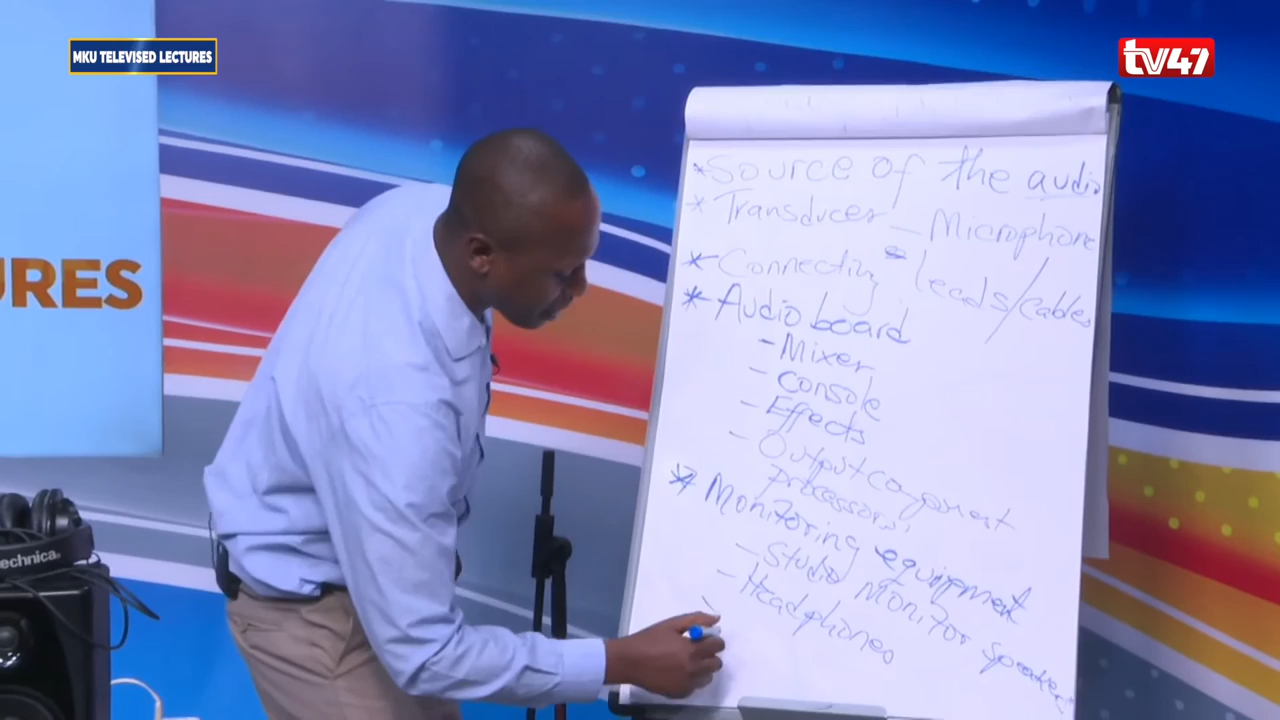 MKU TELEVISED LECTURES
tv47
URES
technica
* Source of the audio
* Transducer - Microphone
* Connecting leads/cables
* Audio board
- Mixer
- console
- Effects
- Output component
processors
* Monitoring equipment
- Studio Monitor speakers
- Headphones